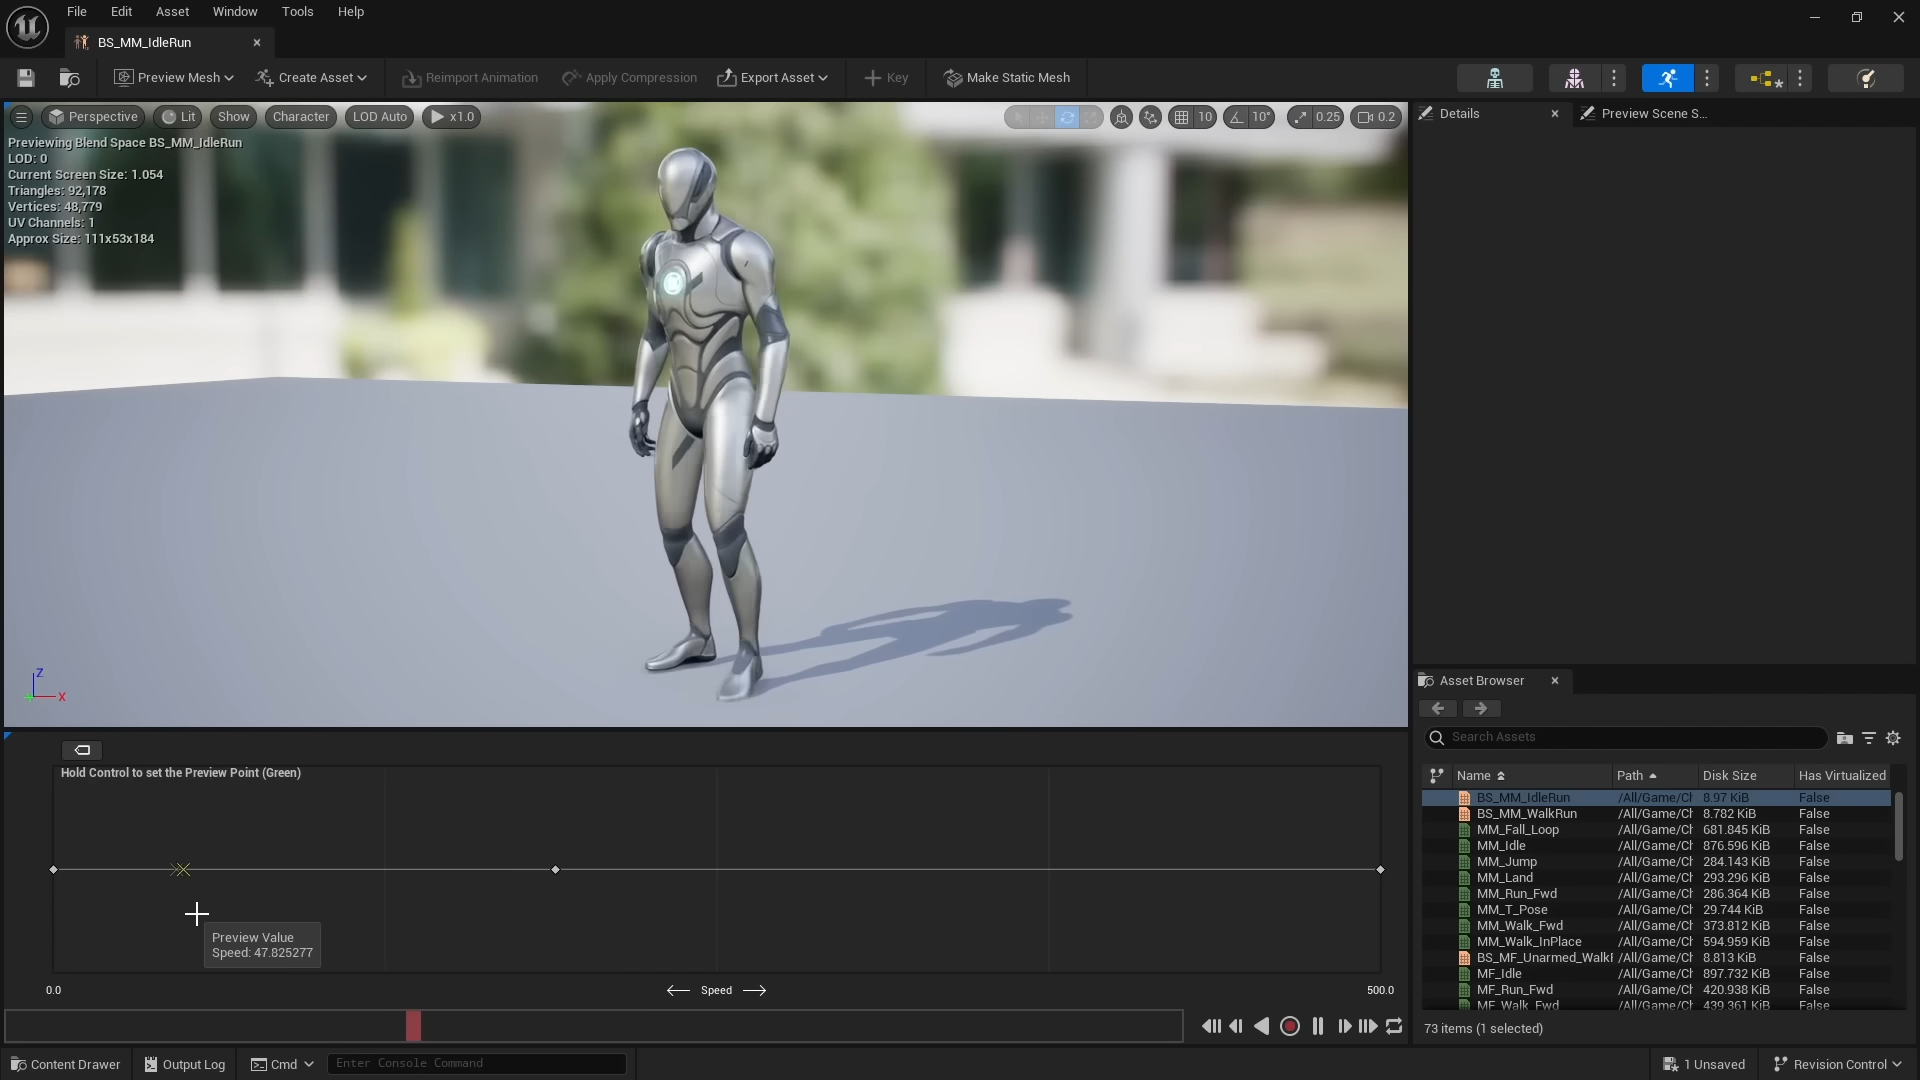 File Edit Asset Window Tools Help
BS_MM_IdleRun
Preview Mesh Create Asset Reimport Animation Apply Compression Export Asset Key Make Static Mesh
Perspective Lit Show Character LOD Auto x1.0 10 10° 0.25 0.2
Previewing Blend Space BS_MM_IdleRun
LOD: 0
Current Screen Size: 1.054
Triangles: 92,178
Vertices: 48,779
UV Channels: 1
Approx Size: 111x53x184
Z
X
Hold Control to set the Preview Point (Green)
Preview Value
Speed: 47.825277
0.0 Speed 500.0
Details Preview Scene S...
Asset Browser
Search Assets
Name Path Disk Size Has Virtualized
BS_MM_IdleRun /All/Game/Ch 8.97 KiB False
BS_MM_WalkRun /All/Game/Ch 8.782 KiB False
MM_Fall_Loop /All/Game/Ch 681.845 KiB False
MM_Idle /All/Game/Ch 876.596 KiB False
MM_Jump /All/Game/Ch 284.143 KiB False
MM_Land /All/Game/Ch 293.296 KiB False
MM_Run_Fwd /All/Game/Ch 286.364 KiB False
MM_T_Pose /All/Game/Ch 29.744 KiB False
MM_Walk_Fwd /All/Game/Ch 373.812 KiB False
MM_Walk_InPlace /All/Game/Ch 594.959 KiB False
BS_MF_Unarmed_Walk /All/Game/Ch 8.813 KiB False
MF_Idle /All/Game/Ch 897.732 KiB False
MF_Run_Fwd /All/Game/Ch 420.938 KiB False
MF_Walk_Fwd /All/Game/Ch 439.361 KiB False
73 items (1 selected)
Content Drawer Output Log Cmd Enter Console Command 1 Unsaved Revision Control